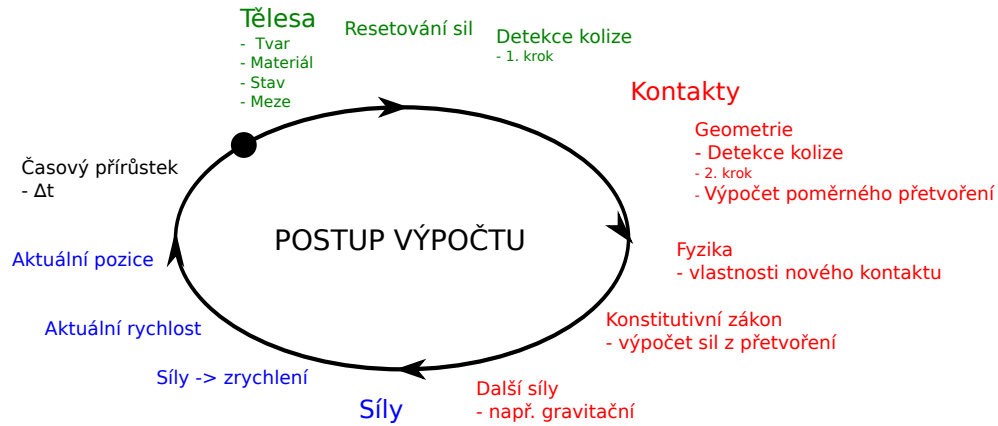 Tělesa
- Tvar
- Materiál
- Stav
- Meze
Resetování sil
Detekce kolize
- 1. krok
Kontakty
Geometrie
- Detekce kolize
- 2. krok
- Výpočet poměrného přetvoření
Fyzika
- vlastnosti nového kontaktu
Konstitutivní zákon
- výpočet sil z přetvoření
Další síly
- např. gravitační
Síly
Síly -> zrychlení
Aktuální rychlost
Aktuální pozice
Časový přírůstek
- Δt
POSTUP VÝPOČTU